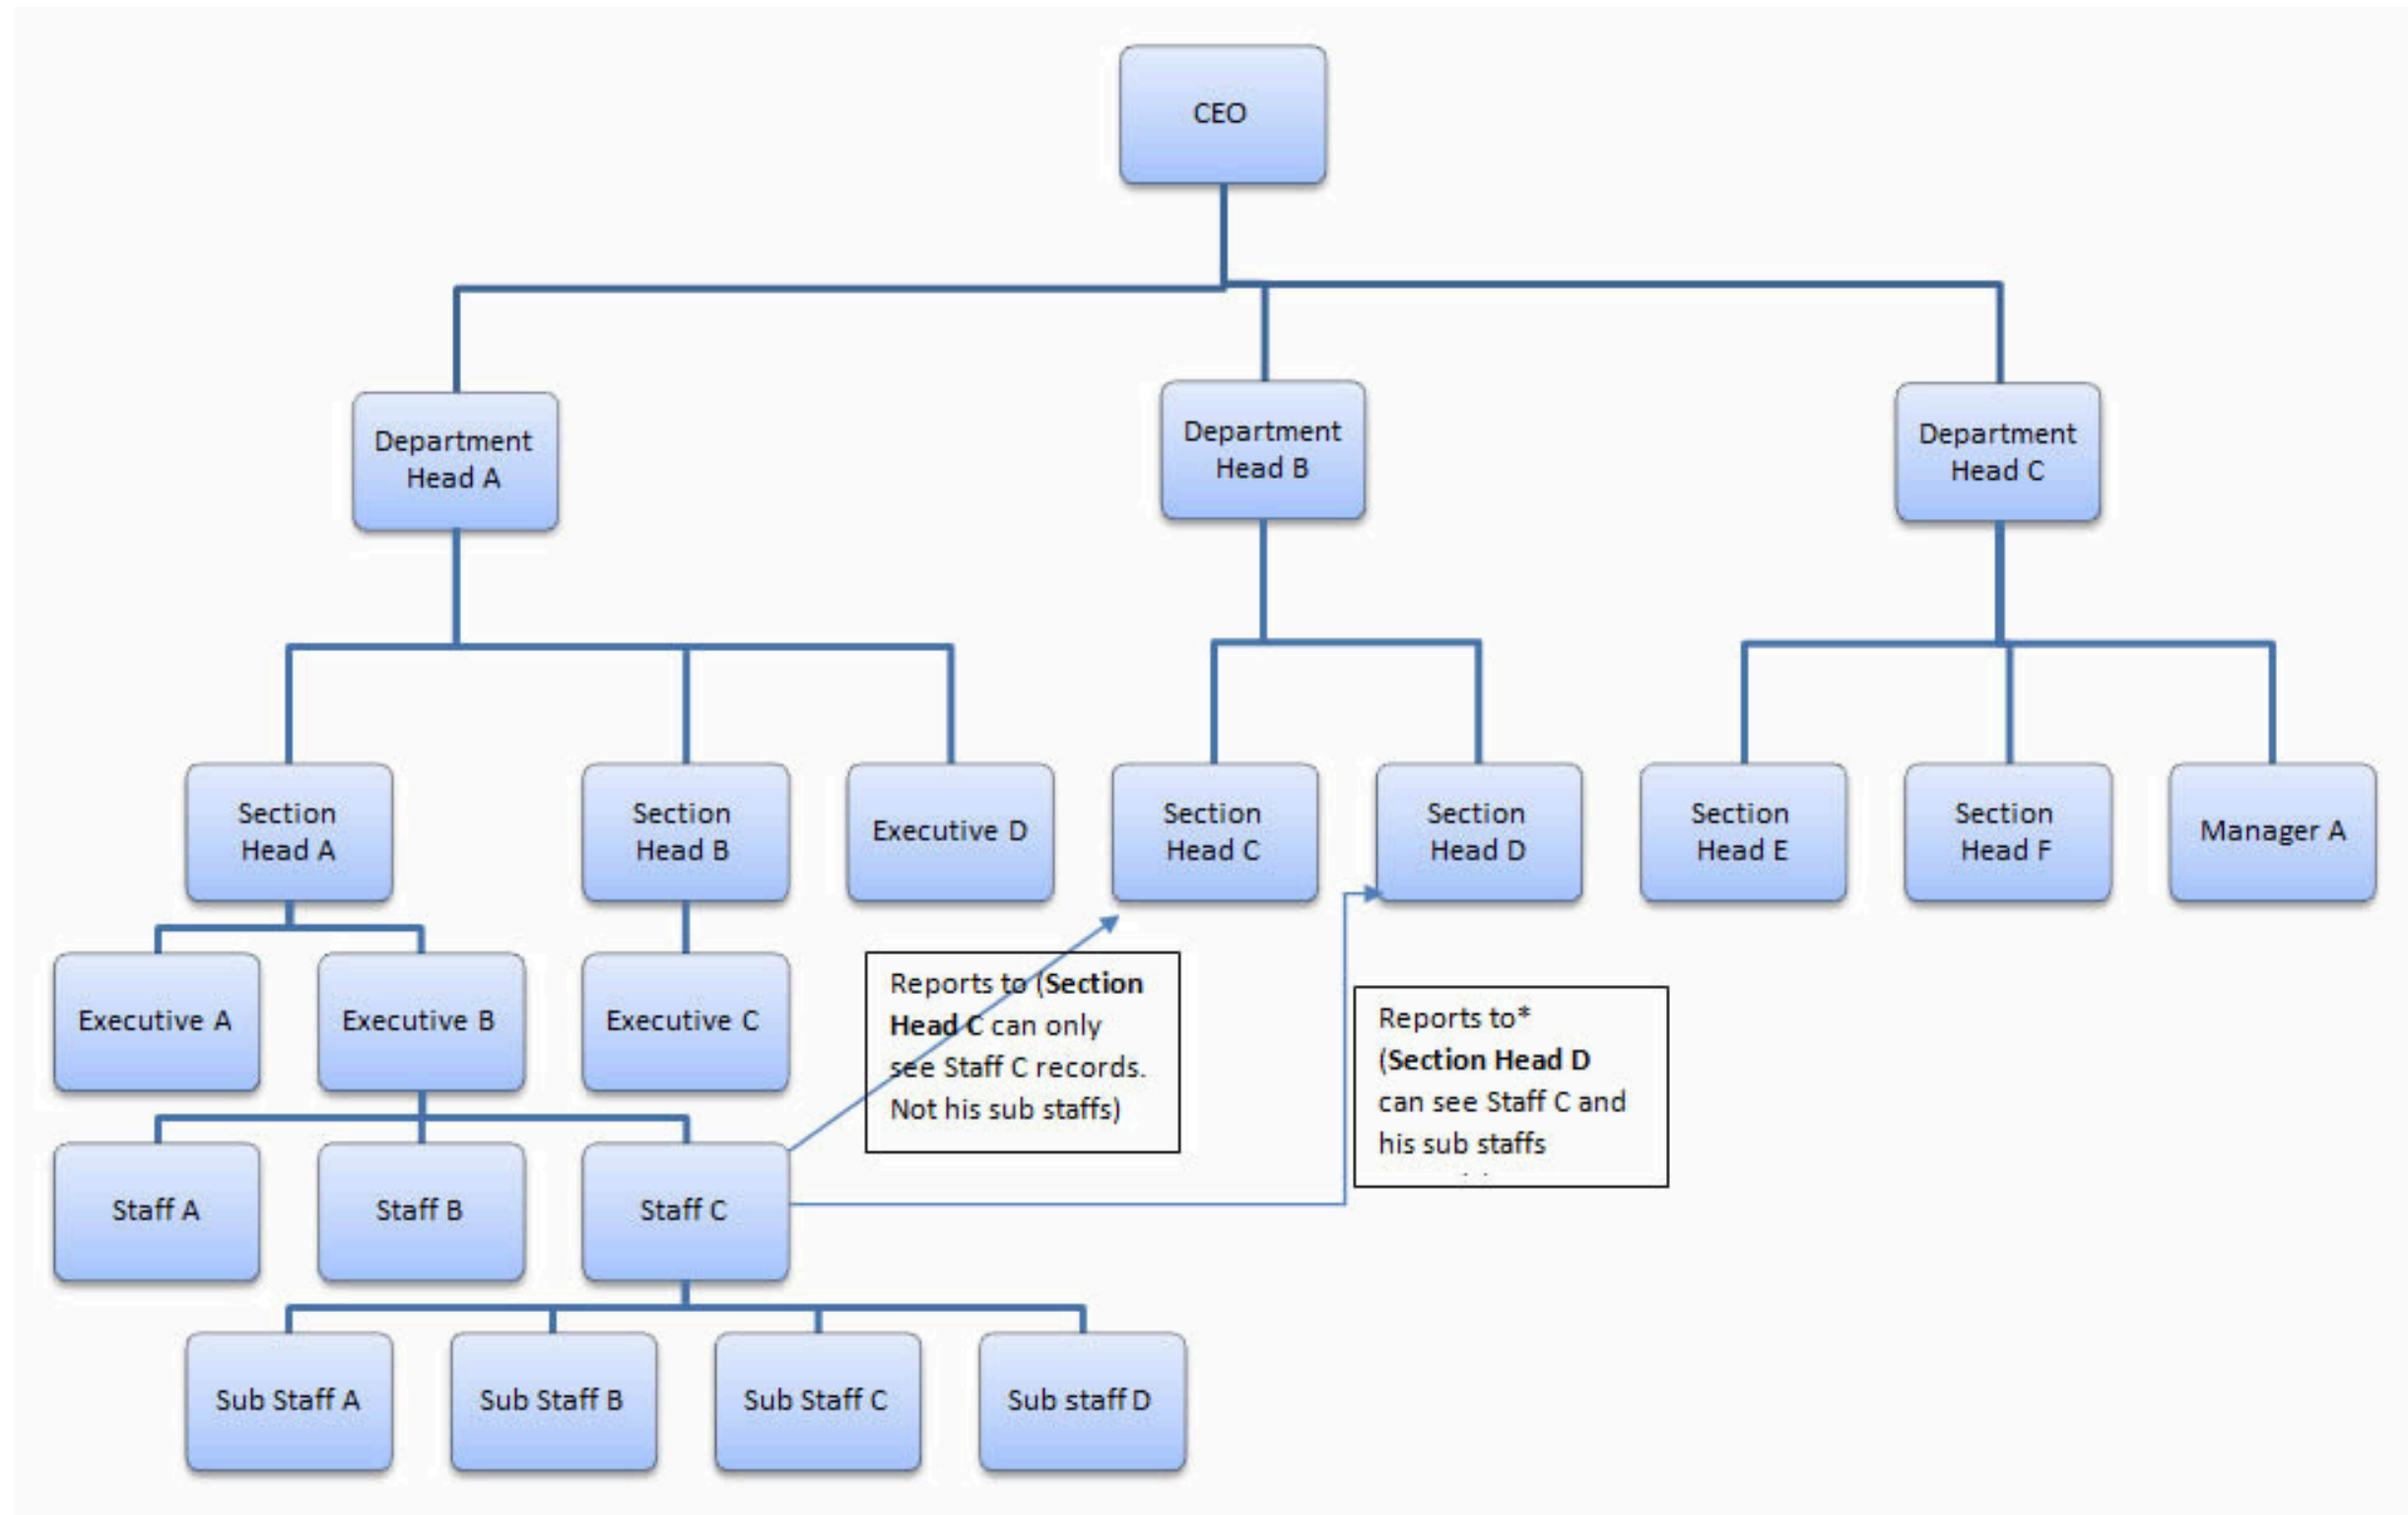 CEO
Department
Head A
Department
Head B
Department
Head C
Section
Head A
Section
Head B
Executive D
Section
Head C
Section
Head D
Section
Head E
Section
Head F
Manager A
Executive A
Executive B
Executive C
Reports to (Section
Head C can only
see Staff C records.
Not his sub staffs)
Reports to*
(Section Head D
can see Staff C and
his sub staffs
Staff A
Staff B
Staff C
Sub Staff A
Sub Staff B
Sub Staff C
Sub staff D